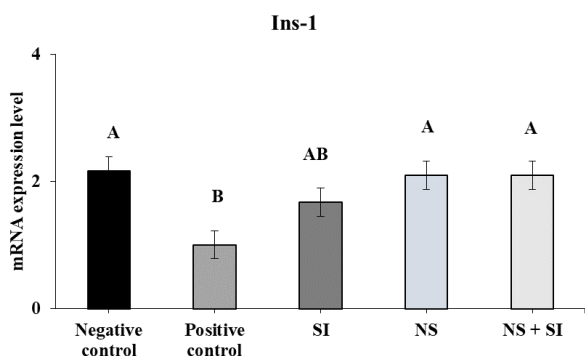 Ins-1
mRNA expression level
4
2
0
A
B
AB
A
A
Negative
control
Positive
control
SI
NS
NS + SI